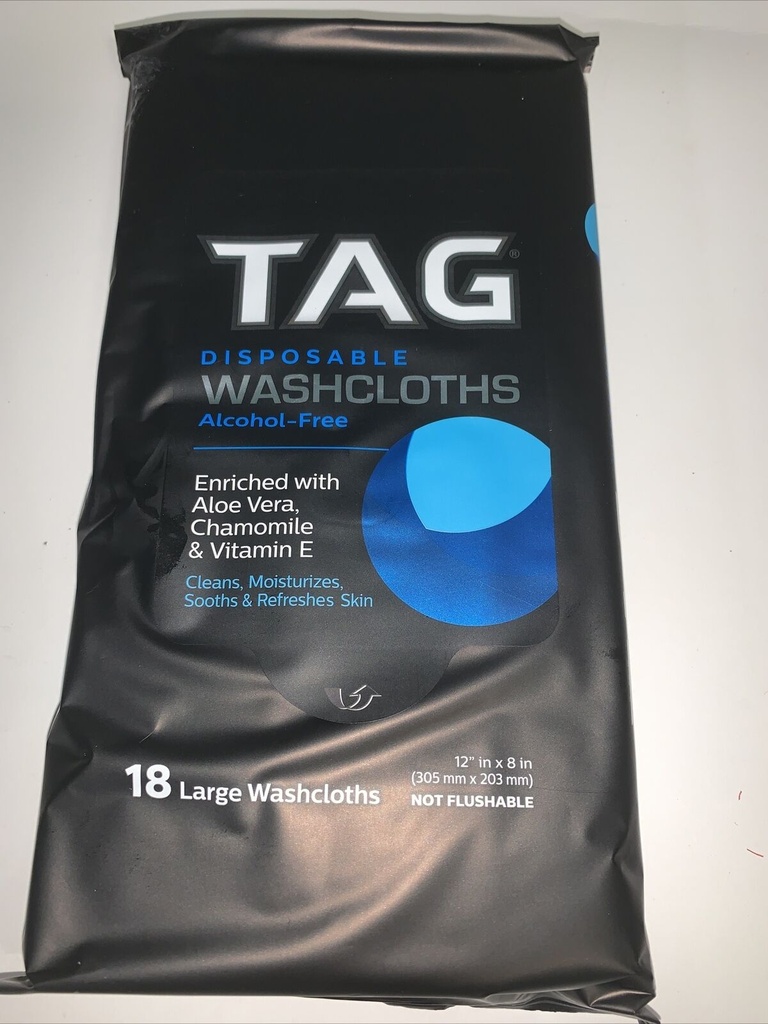 TAG®
DISPOSABLE
WASHCLOTHS
Alcohol-Free
Enriched with
Aloe Vera,
Chamomile
& Vitamin E
Cleans, Moisturizes,
Sooths & Refreshes Skin
18 Large Washcloths
12" in x 8 in
(305 mm x 203 mm)
NOT FLUSHABLE